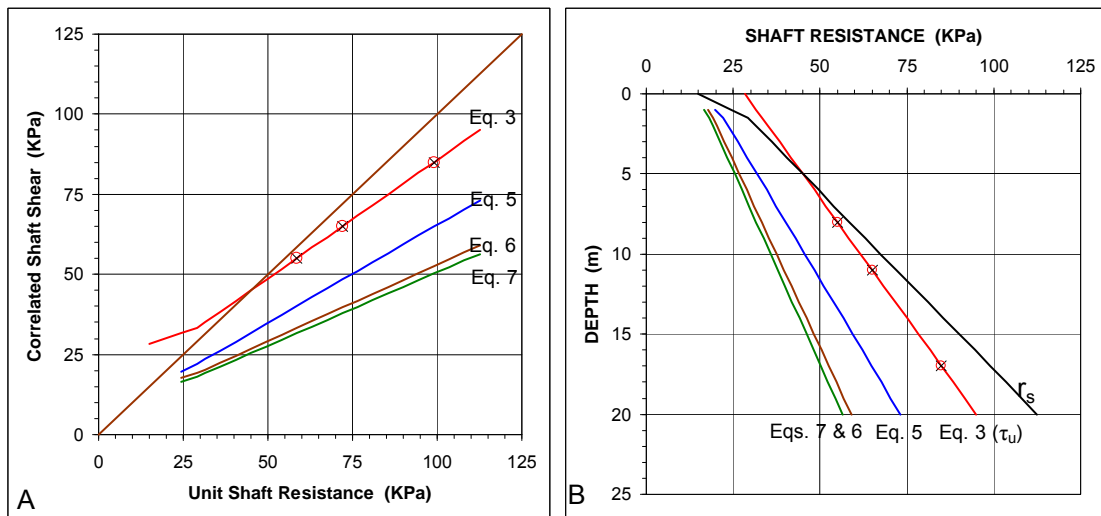 125
100
75
50
25
0
0
25
50
75
100
125
Correlated Shaft Shear (KPa)
Unit Shaft Resistance (KPa)
Eq. 3
Eq. 5
Eq. 6
Eq. 7
A
SHAFT RESISTANCE (KPa)
0
25
50
75
100
125
0
5
10
15
20
25
DEPTH (m)
rs
Eqs. 7 & 6
Eq. 5
Eq. 3 (τu)
B